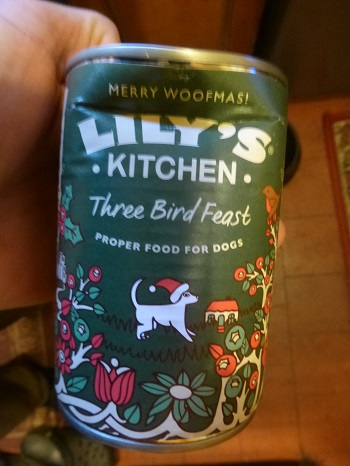 MERRY WOOFMAS!
LILY'S®
• KITCHEN •
Three Bird Feast
PROPER FOOD FOR DOGS